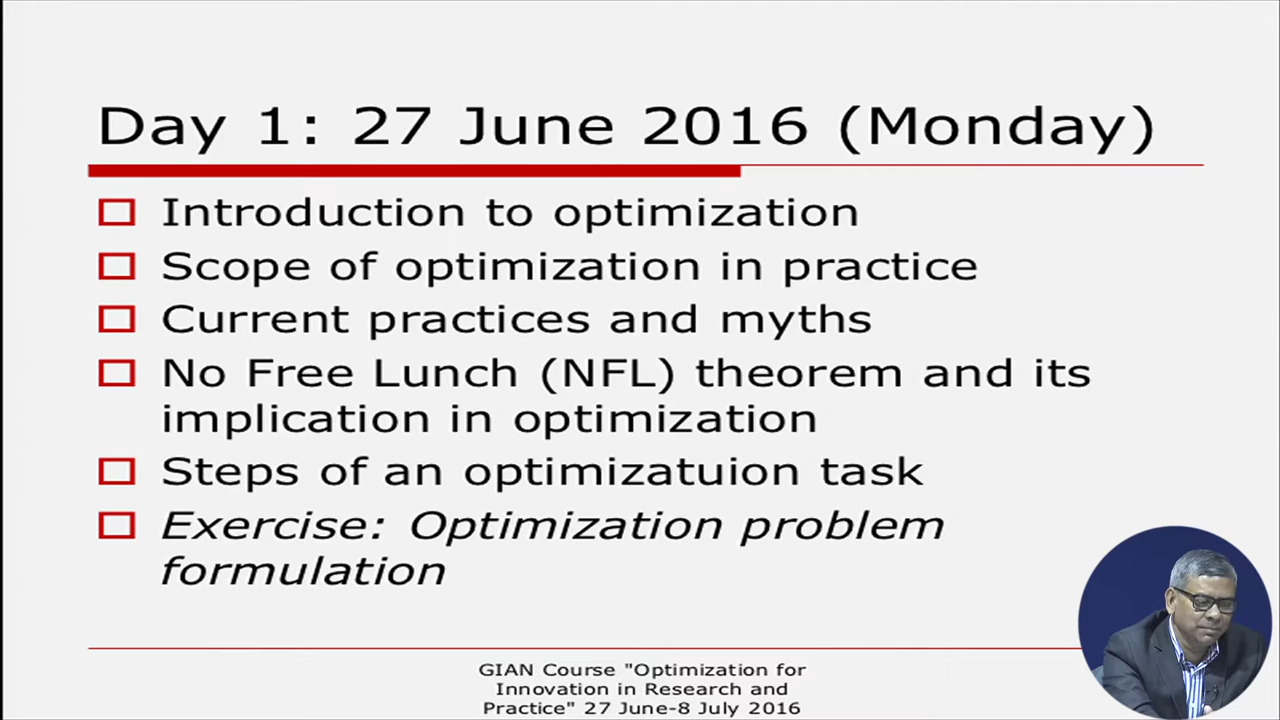 Day 1: 27 June 2016 (Monday)
Introduction to optimization
Scope of optimization in practice
Current practices and myths
No Free Lunch (NFL) theorem and its
implication in optimization
Steps of an optimizatuion task
Exercise: Optimization problem
formulation
GIAN Course "Optimization for
Innovation in Research and
Practice" 27 June-8 July 2016